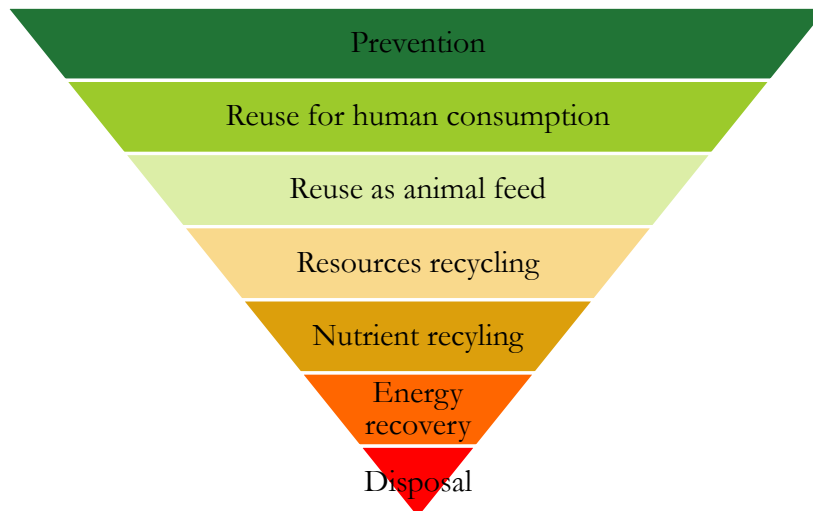 Prevention
Reuse for human consumption
Reuse as animal feed
Resources recycling
Nutrient recyling
Energy
recovery
Disposal